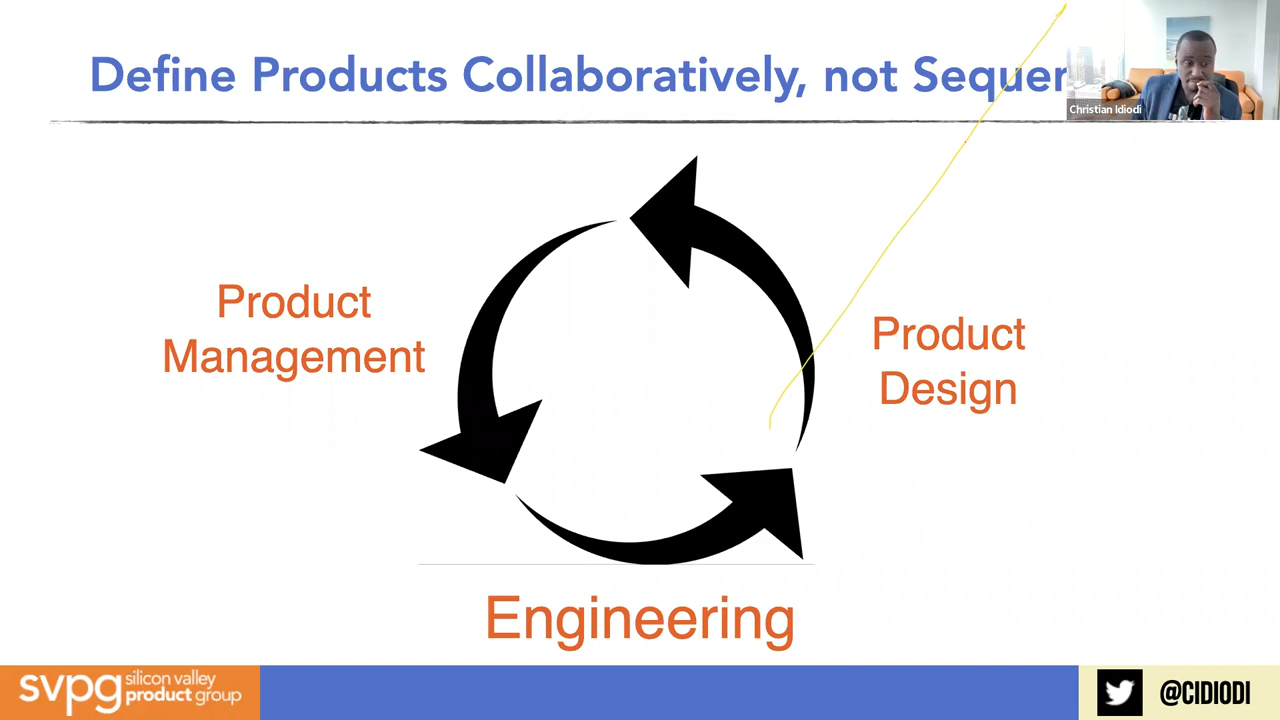 Define Products Collaboratively, not Sequen
Christian Idiodi
Product
Management
Product
Design
Engineering
svpg silicon valley
product group
@CIDIODI